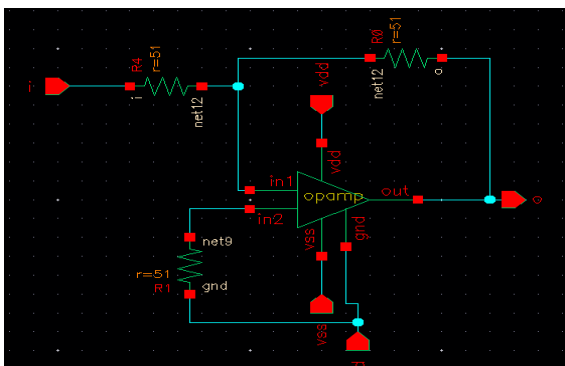 R4
r=51
i
i
net12
R0
r=51
net12
o
vdd
vdd
in1
opamp
out
o
in2
vss
gnd
net9
r=51
R1
gnd
vss